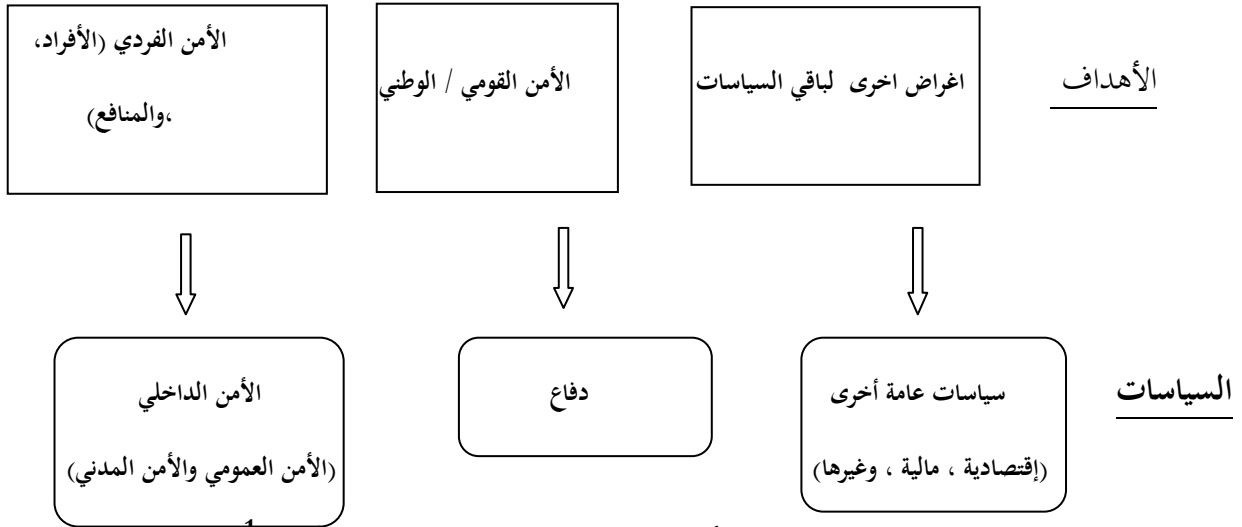 الأهداف
اغراض اخرى لباقي السياسات
الأمن القومي / الوطني
الأمن الفردي (الأفراد،
،والمنافع)
السياسات
سياسات عامة أخرى
(إقتصادية ، مالية ، وغيرها)
دفاع
الأمن الداخلي
(الأمن العمومي والأمن المدني)